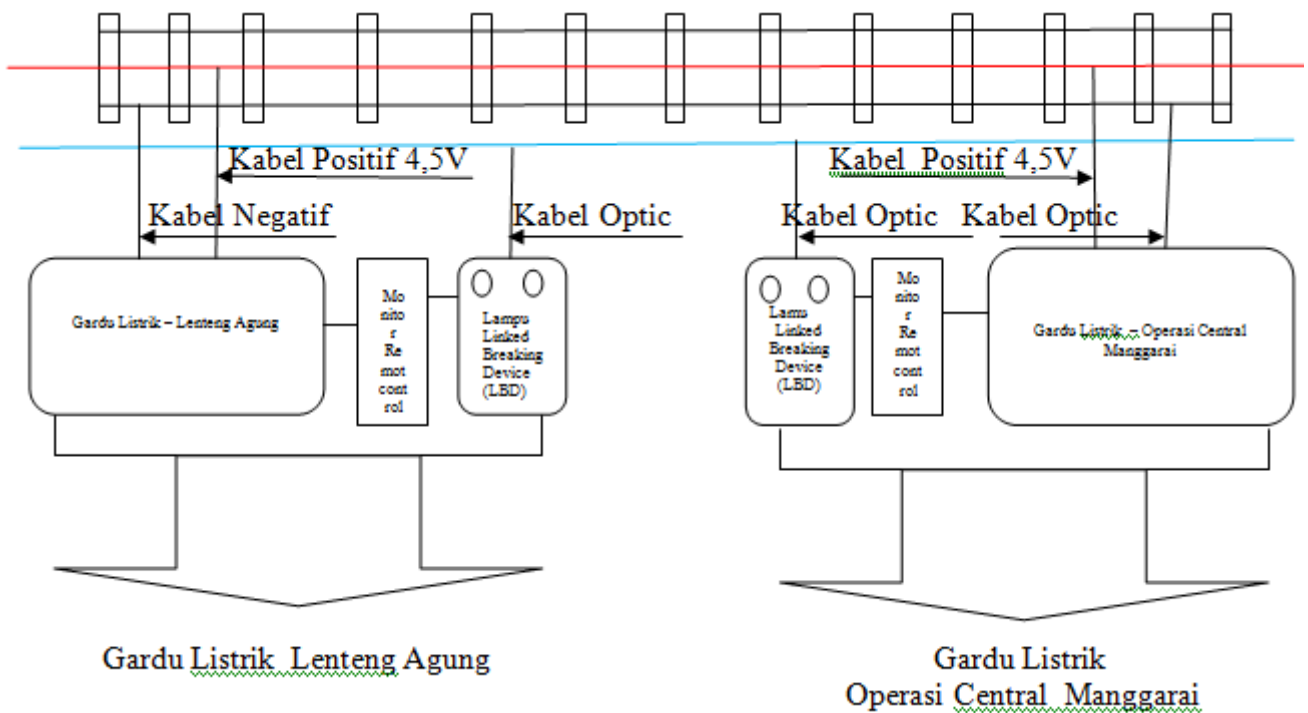 Kabel Positif 4,5V
Kabel Positif 4,5V
Kabel Negatif
Kabel Optic
Kabel Optic
Kabel Optic
Gardu Listrik – Lenteng Agung
Mo
nito
r
Re
mot
cont
rol
Lampu
Linked
Breaking
Device
(LBD)
Linked
Breaking
Device
(LBD)
Mo
nito
r
Re
mot
cont
rol
Gardu Listrik – Operasi Central
Manggarai
Gardu Listrik Lenteng Agung
Gardu Listrik
Operasi Central Manggarai